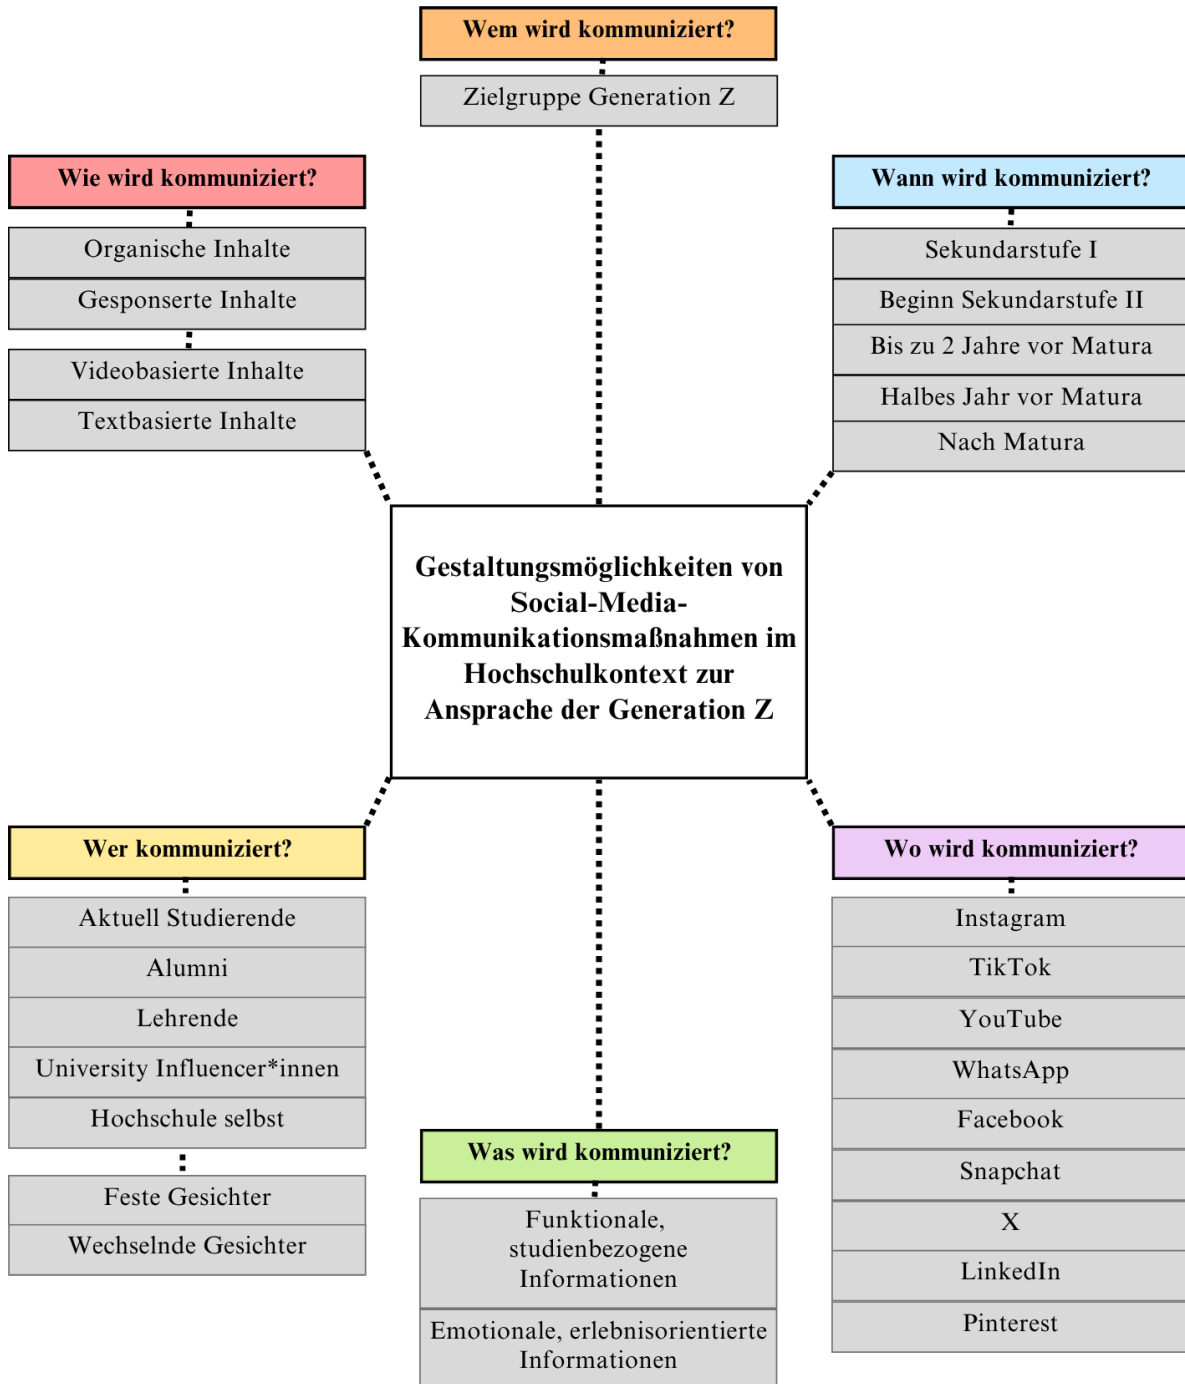 Wem wird kommuniziert?
Zielgruppe Generation Z
Wie wird kommuniziert?
Organische Inhalte
Gesponserte Inhalte
Videobasierte Inhalte
Textbasierte Inhalte
Wann wird kommuniziert?
Sekundarstufe I
Beginn Sekundarstufe II
Bis zu 2 Jahre vor Matura
Halbes Jahr vor Matura
Nach Matura
Gestaltungsmöglichkeiten von
Social-Media-
Kommunikationsmaßnahmen im
Hochschulkontext zur
Ansprache der Generation Z
Wer kommuniziert?
Aktuell Studierende
Alumni
Lehrende
University Influencer*innen
Hochschule selbst
Feste Gesichter
Wechselnde Gesichter
Was wird kommuniziert?
Funktionale,
studienbezogene
Informationen
Emotionale, erlebnisorientierte
Informationen
Wo wird kommuniziert?
Instagram
TikTok
YouTube
WhatsApp
Facebook
Snapchat
X
LinkedIn
Pinterest